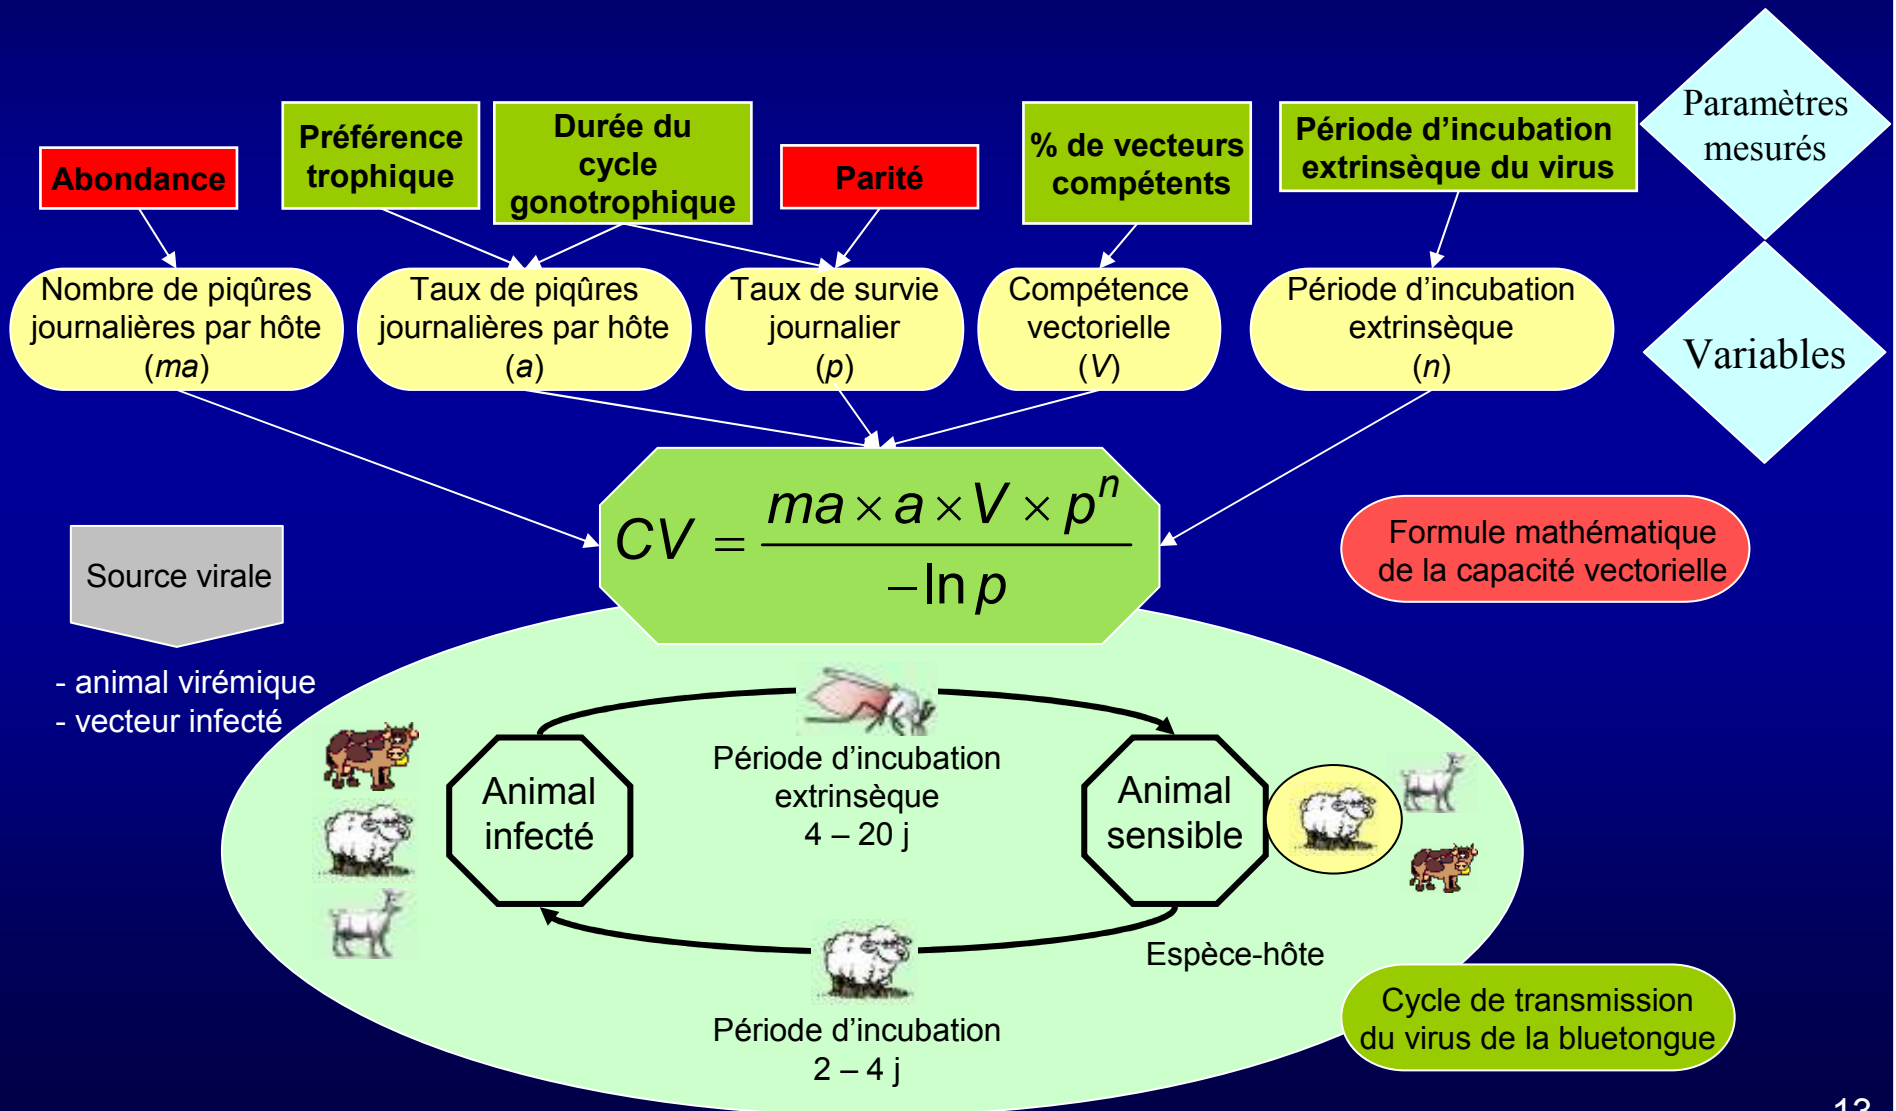 Paramètres
mesurés
Abondance
Préférence
trophique
Durée du
cycle
gonotrophique
Parité
% de vecteurs
compétents
Période d'incubation
extrinsèque du virus
Nombre de piqûres
journalières par hôte
(ma)
Taux de piqûres
journalières par hôte
(a)
Taux de survie
journalier
(p)
Compétence
vectorielle
(V)
Période d'incubation
extrinsèque
(n)
Variables
CV = ma × a × V × pⁿ
−ln p
Formule mathématique
de la capacité vectorielle
Source virale
- animal virémique
- vecteur infecté
Animal
infecté
Période d'incubation
extrinsèque
4 – 20 j
Animal
sensible
Espèce-hôte
Période d'incubation
2 – 4 j
Cycle de transmission
du virus de la bluetongue
13